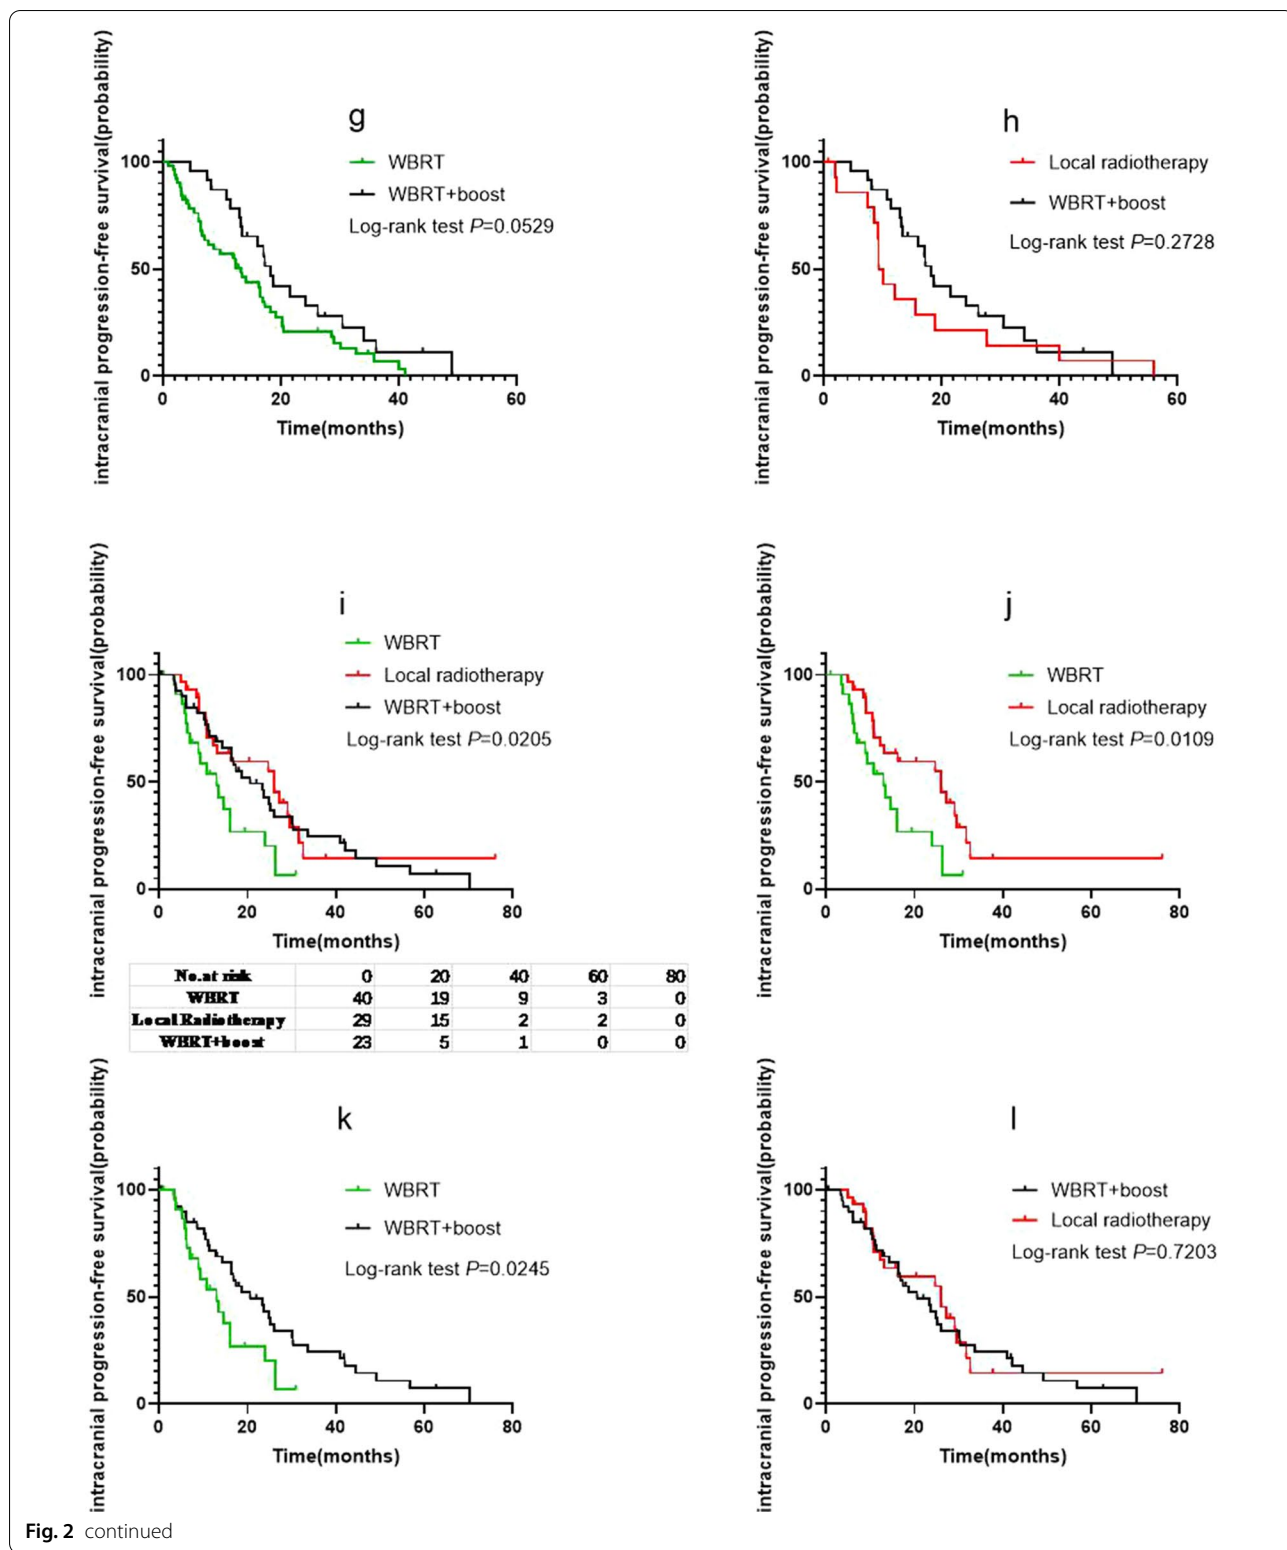 g
WBRT
WBRT+boost
Log-rank test P=0.0529
intracranial progression-free survival(probability)
100
50
0
0 20 40 60
Time(months)
h
Local radiotherapy
WBRT+boost
Log-rank test P=0.2728
intracranial progression-free survival(probability)
100
50
0
0 20 40 60
Time(months)
i
WBRT
Local radiotherapy
WBRT+boost
Log-rank test P=0.0205
intracranial progression-free survival(probability)
100
50
0
0 20 40 60 80
Time(months)
No.at risk 0 20 40 60 80
WBRT 40 19 9 3 0
Local Radiotherapy 29 15 2 2 0
WBRT+boost 23 5 1 0 0
j
WBRT
Local radiotherapy
Log-rank test P=0.0109
intracranial progression-free survival(probability)
100
50
0
0 20 40 60 80
Time(months)
k
WBRT
WBRT+boost
Log-rank test P=0.0245
intracranial progression-free survival(probability)
100
50
0
0 20 40 60 80
Time(months)
l
WBRT+boost
Local radiotherapy
Log-rank test P=0.7203
intracranial progression-free survival(probability)
100
50
0
0 20 40 60 80
Time(months)
Fig. 2 continued